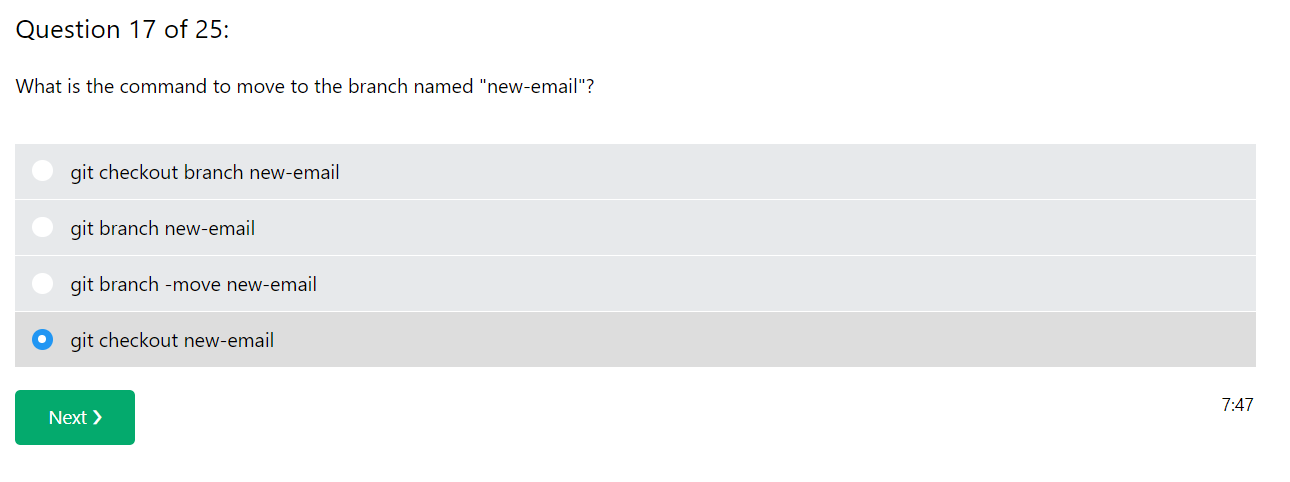 Question 17 of 25:
What is the command to move to the branch named "new-email"?
git checkout branch new-email
git branch new-email
git branch -move new-email
git checkout new-email
Next ❯
7:47